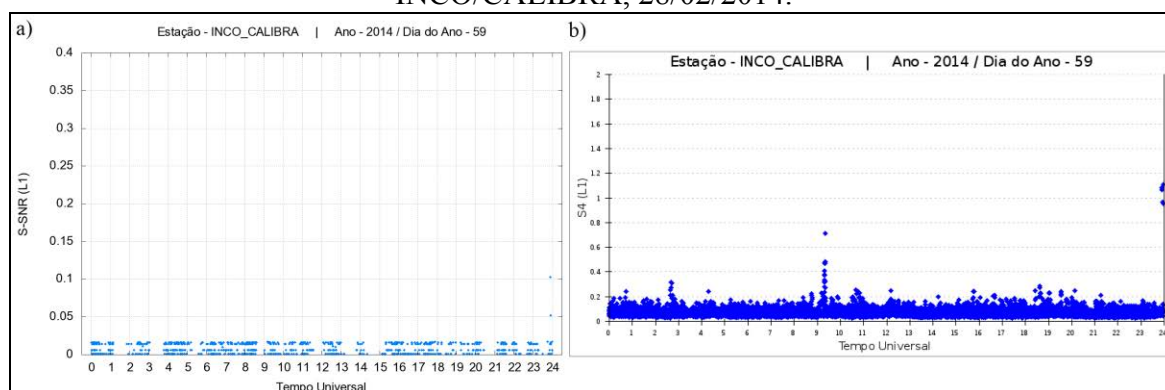 INCO/CALIBRA, 28/02/2014.
a)
Estação - INCO_CALIBRA | Ano - 2014 / Dia do Ano - 59
0.4
0.35
0.3
0.25
0.2
0.15
0.1
0.05
0
S-SNR (L1)
0 1 2 3 4 5 6 7 8 9 10 11 12 13 14 15 16 17 18 19 20 21 22 23 24
Tempo Universal
b)
Estação - INCO_CALIBRA | Ano - 2014 / Dia do Ano - 59
2
1.8
1.6
1.4
1.2
1
0.8
0.6
0.4
0.2
0
S4 (L1)
0 1 2 3 4 5 6 7 8 9 10 11 12 13 14 15 16 17 18 19 20 21 22 23 24
Tempo Universal